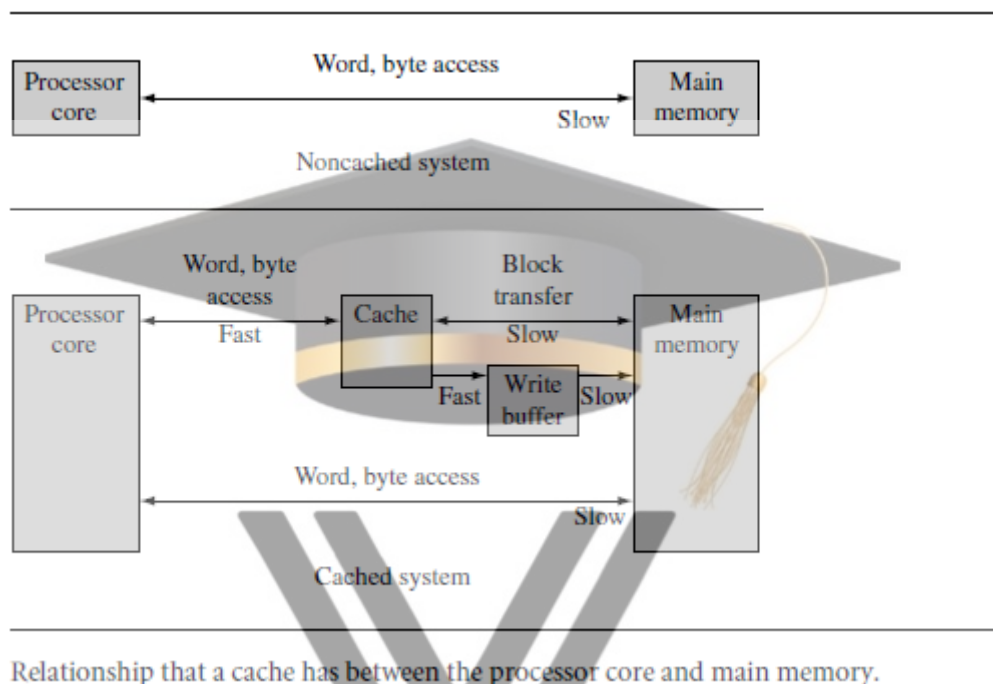 Processor
core
Word, byte access
Slow
Main
memory
Noncached system
Processor
core
Word, byte
access
Fast
Cache
Block
transfer
Slow
Main
memory
Fast
Write
buffer
Slow
Word, byte access
Slow
Cached system
Relationship that a cache has between the processor core and main memory.